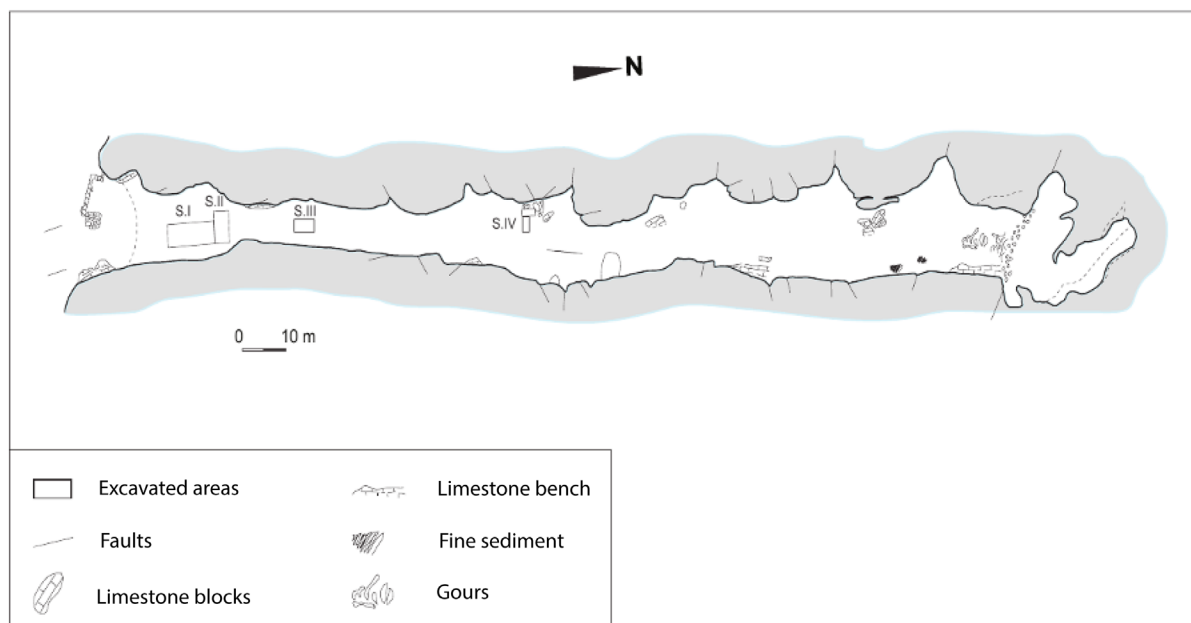 N
S.I
S.II
S.III
S.IV
0 10 m
Excavated areas
Limestone bench
Faults
Fine sediment
Limestone blocks
Gours